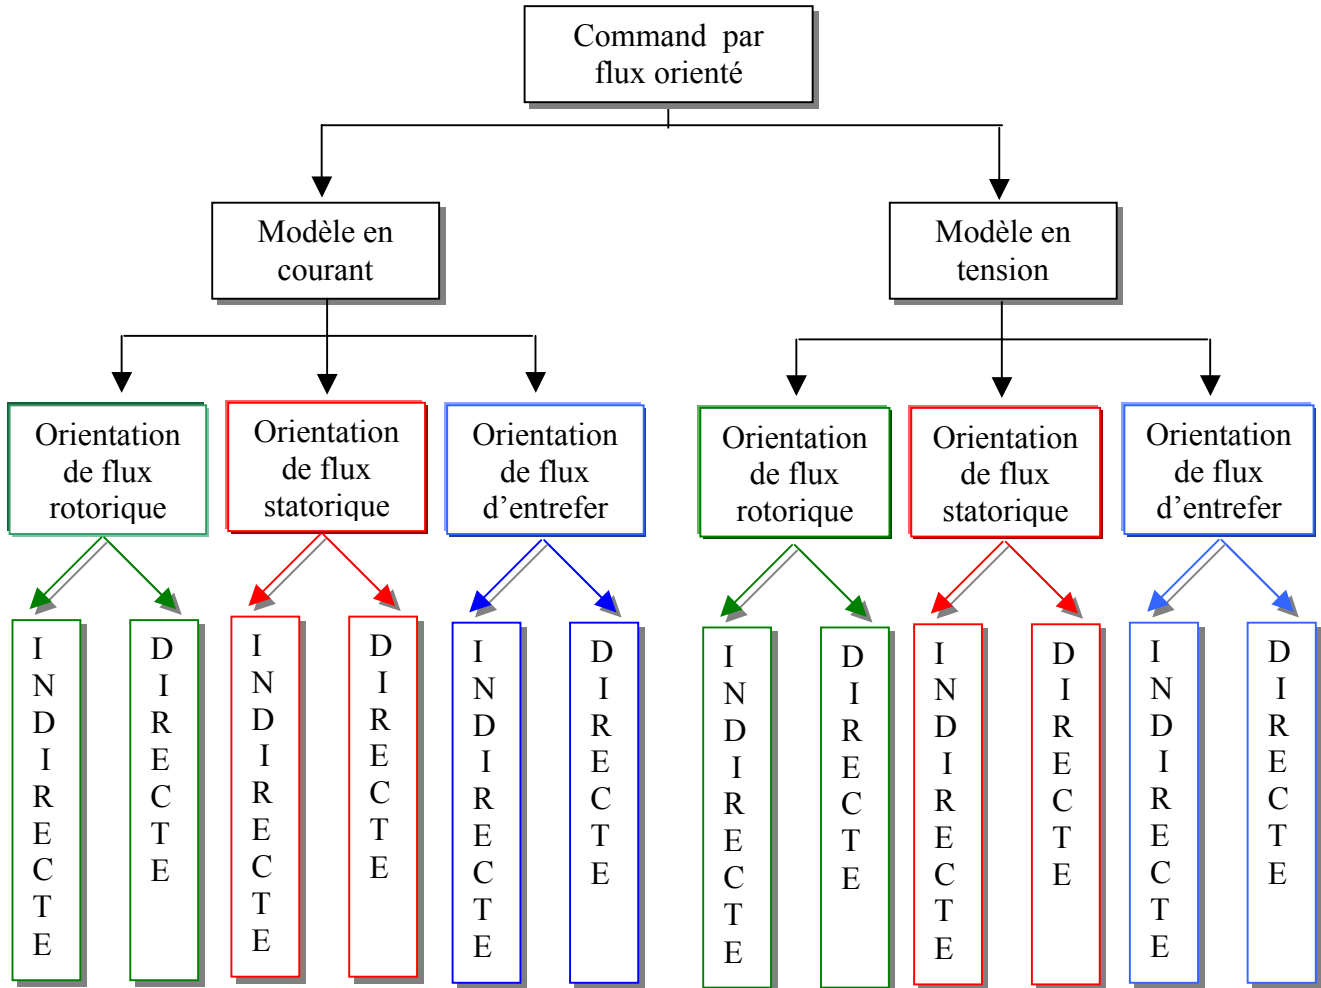 Command par
flux orienté
Modèle en
courant
Modèle en
tension
Orientation
de flux
rotorique
Orientation
de flux
statorique
Orientation
de flux
d’entrefer
Orientation
de flux
rotorique
Orientation
de flux
statorique
Orientation
de flux
d’entrefer
INDIRECTE
DIRECTE
INDIRECTE
DIRECTE
INDIRECTE
DIRECTE
INDIRECTE
DIRECTE
INDIRECTE
DIRECTE
INDIRECTE
DIRECTE